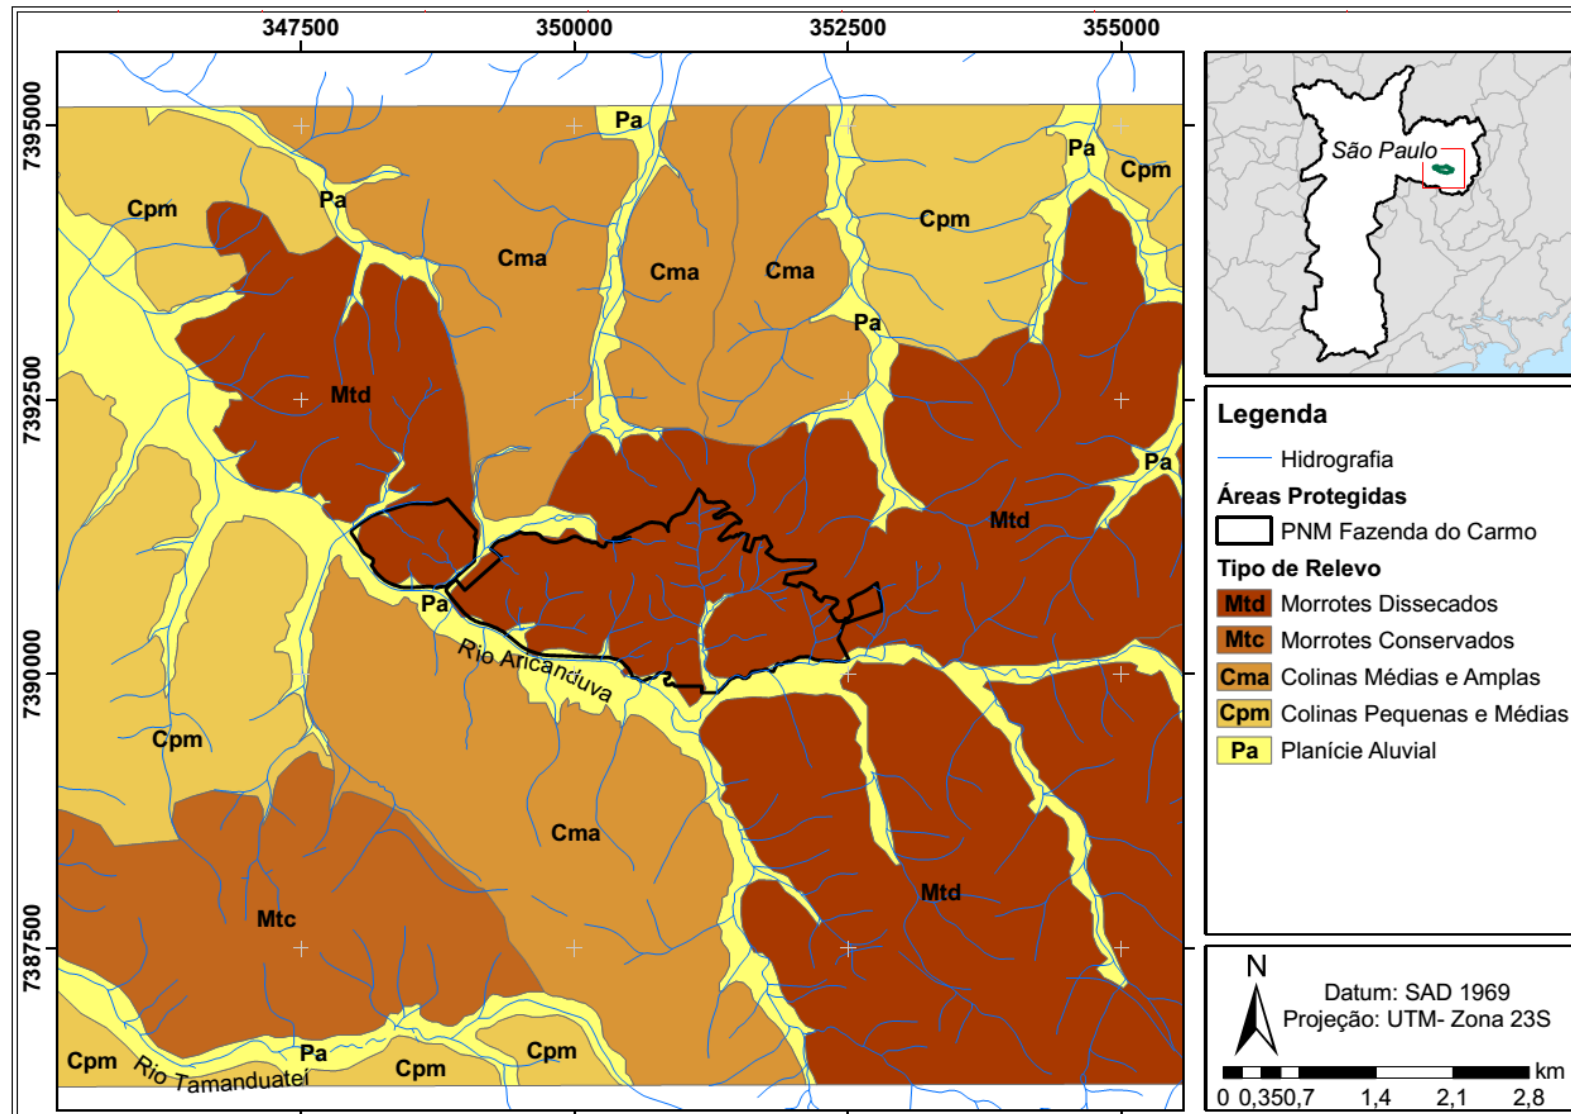 347500
350000
352500
355000
7395000
7392500
7390000
7387500
Pa
Pa
Cpm
Pa
Cpm
Cpm
Cma
Cma
Cma
Pa
Mtd
Pa
Mtd
Pa
Rio Aricanduva
Cpm
Cma
Mtd
Mtc
Pa
Cpm
Cpm
Cpm
Rio Tamanduateí
São Paulo
Legenda
Hidrografia
Áreas Protegidas
PNM Fazenda do Carmo
Tipo de Relevo
Mtd Morrotes Dissecados
Mtc Morrotes Conservados
Cma Colinas Médias e Amplas
Cpm Colinas Pequenas e Médias
Pa Planície Aluvial
N
Datum: SAD 1969
Projeção: UTM- Zona 23S
km
0 0,350,7 1,4 2,1 2,8